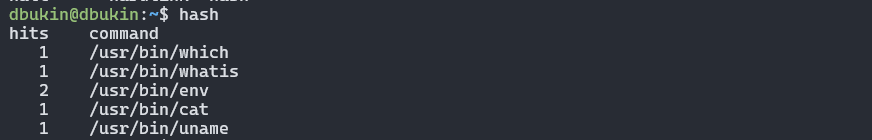 dbukin@dbukin:~$ hash
hits    command
   1    /usr/bin/which
   1    /usr/bin/whatis
   2    /usr/bin/env
   1    /usr/bin/cat
   1    /usr/bin/uname